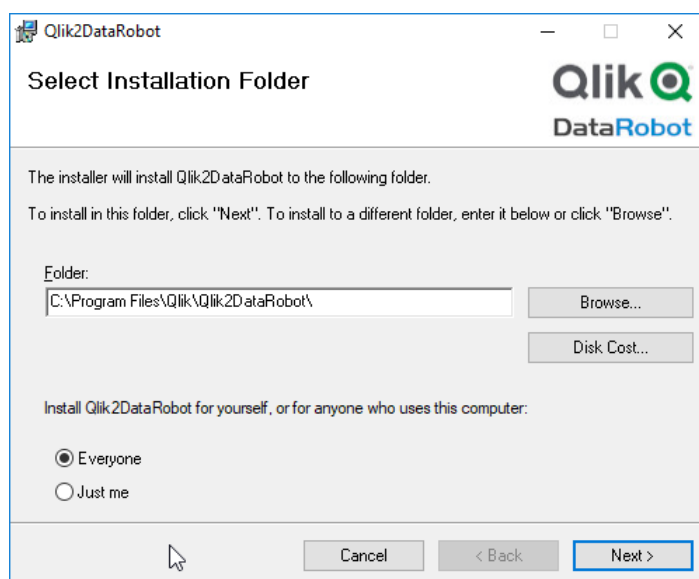 Qlik2DataRobot
Select Installation Folder
Qlik
DataRobot
The installer will install Qlik2DataRobot to the following folder.
To install in this folder, click "Next". To install to a different folder, enter it below or click "Browse".
Folder:
C:\Program Files\Qlik\Qlik2DataRobot\
Browse...
Disk Cost...
Install Qlik2DataRobot for yourself, or for anyone who uses this computer:
Everyone
Just me
Cancel
< Back
Next >